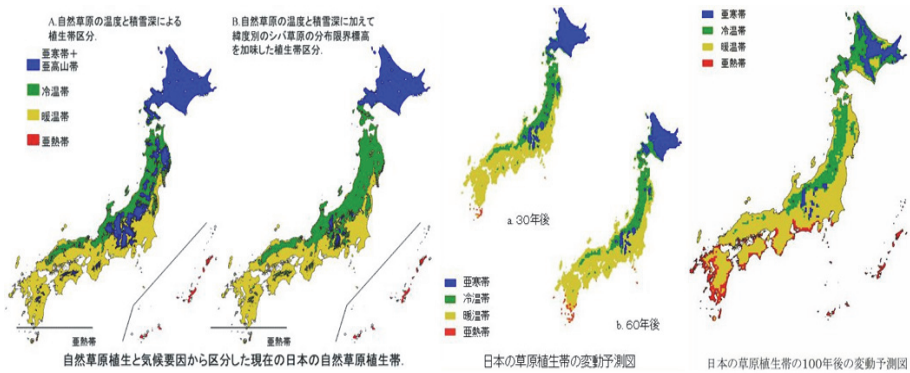 A.自然草原の温度と積雪深による
植生帯区分.
亜寒帯+
亜高山帯
冷温帯
暖温帯
亜熱帯
亜熱帯
B.自然草原の温度と積雪深に加えて
緯度別のシバ草原の分布限界標高
を加味した植生帯区分.
亜熱帯
自然草原植生と気候要因から区分した現在の日本の自然草原植生帯.
a. 30年後
b. 60年後
亜寒帯
冷温帯
暖温帯
亜熱帯
日本の草原植生帯の変動予測図
亜寒帯
冷温帯
暖温帯
亜熱帯
日本の草原植生帯の100年後の変動予測図